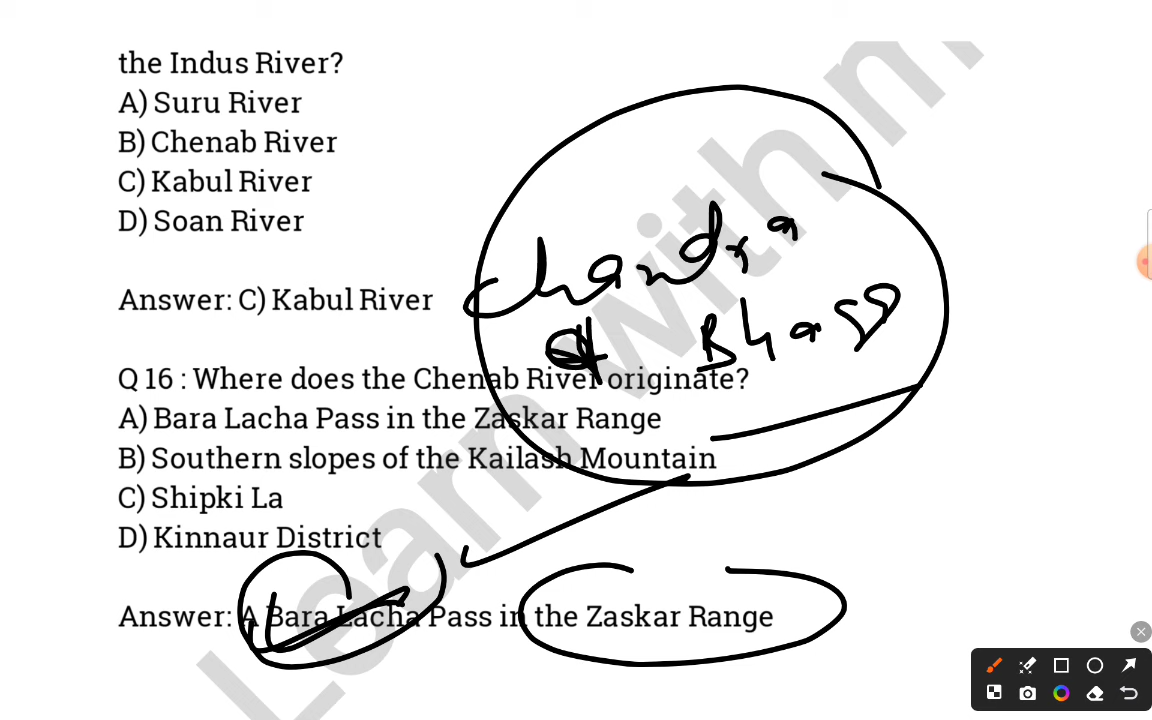 the Indus River?
A) Suru River
B) Chenab River
C) Kabul River
D) Soan River
Answer: C) Kabul River
chandra
Bhaga
Q 16 : Where does the Chenab River originate?
A) Bara Lacha Pass in the Zaskar Range
B) Southern slopes of the Kailash Mountain
C) Shipki La
D) Kinnaur District
Answer: A Bara Lacha Pass in the Zaskar Range
Learn with m